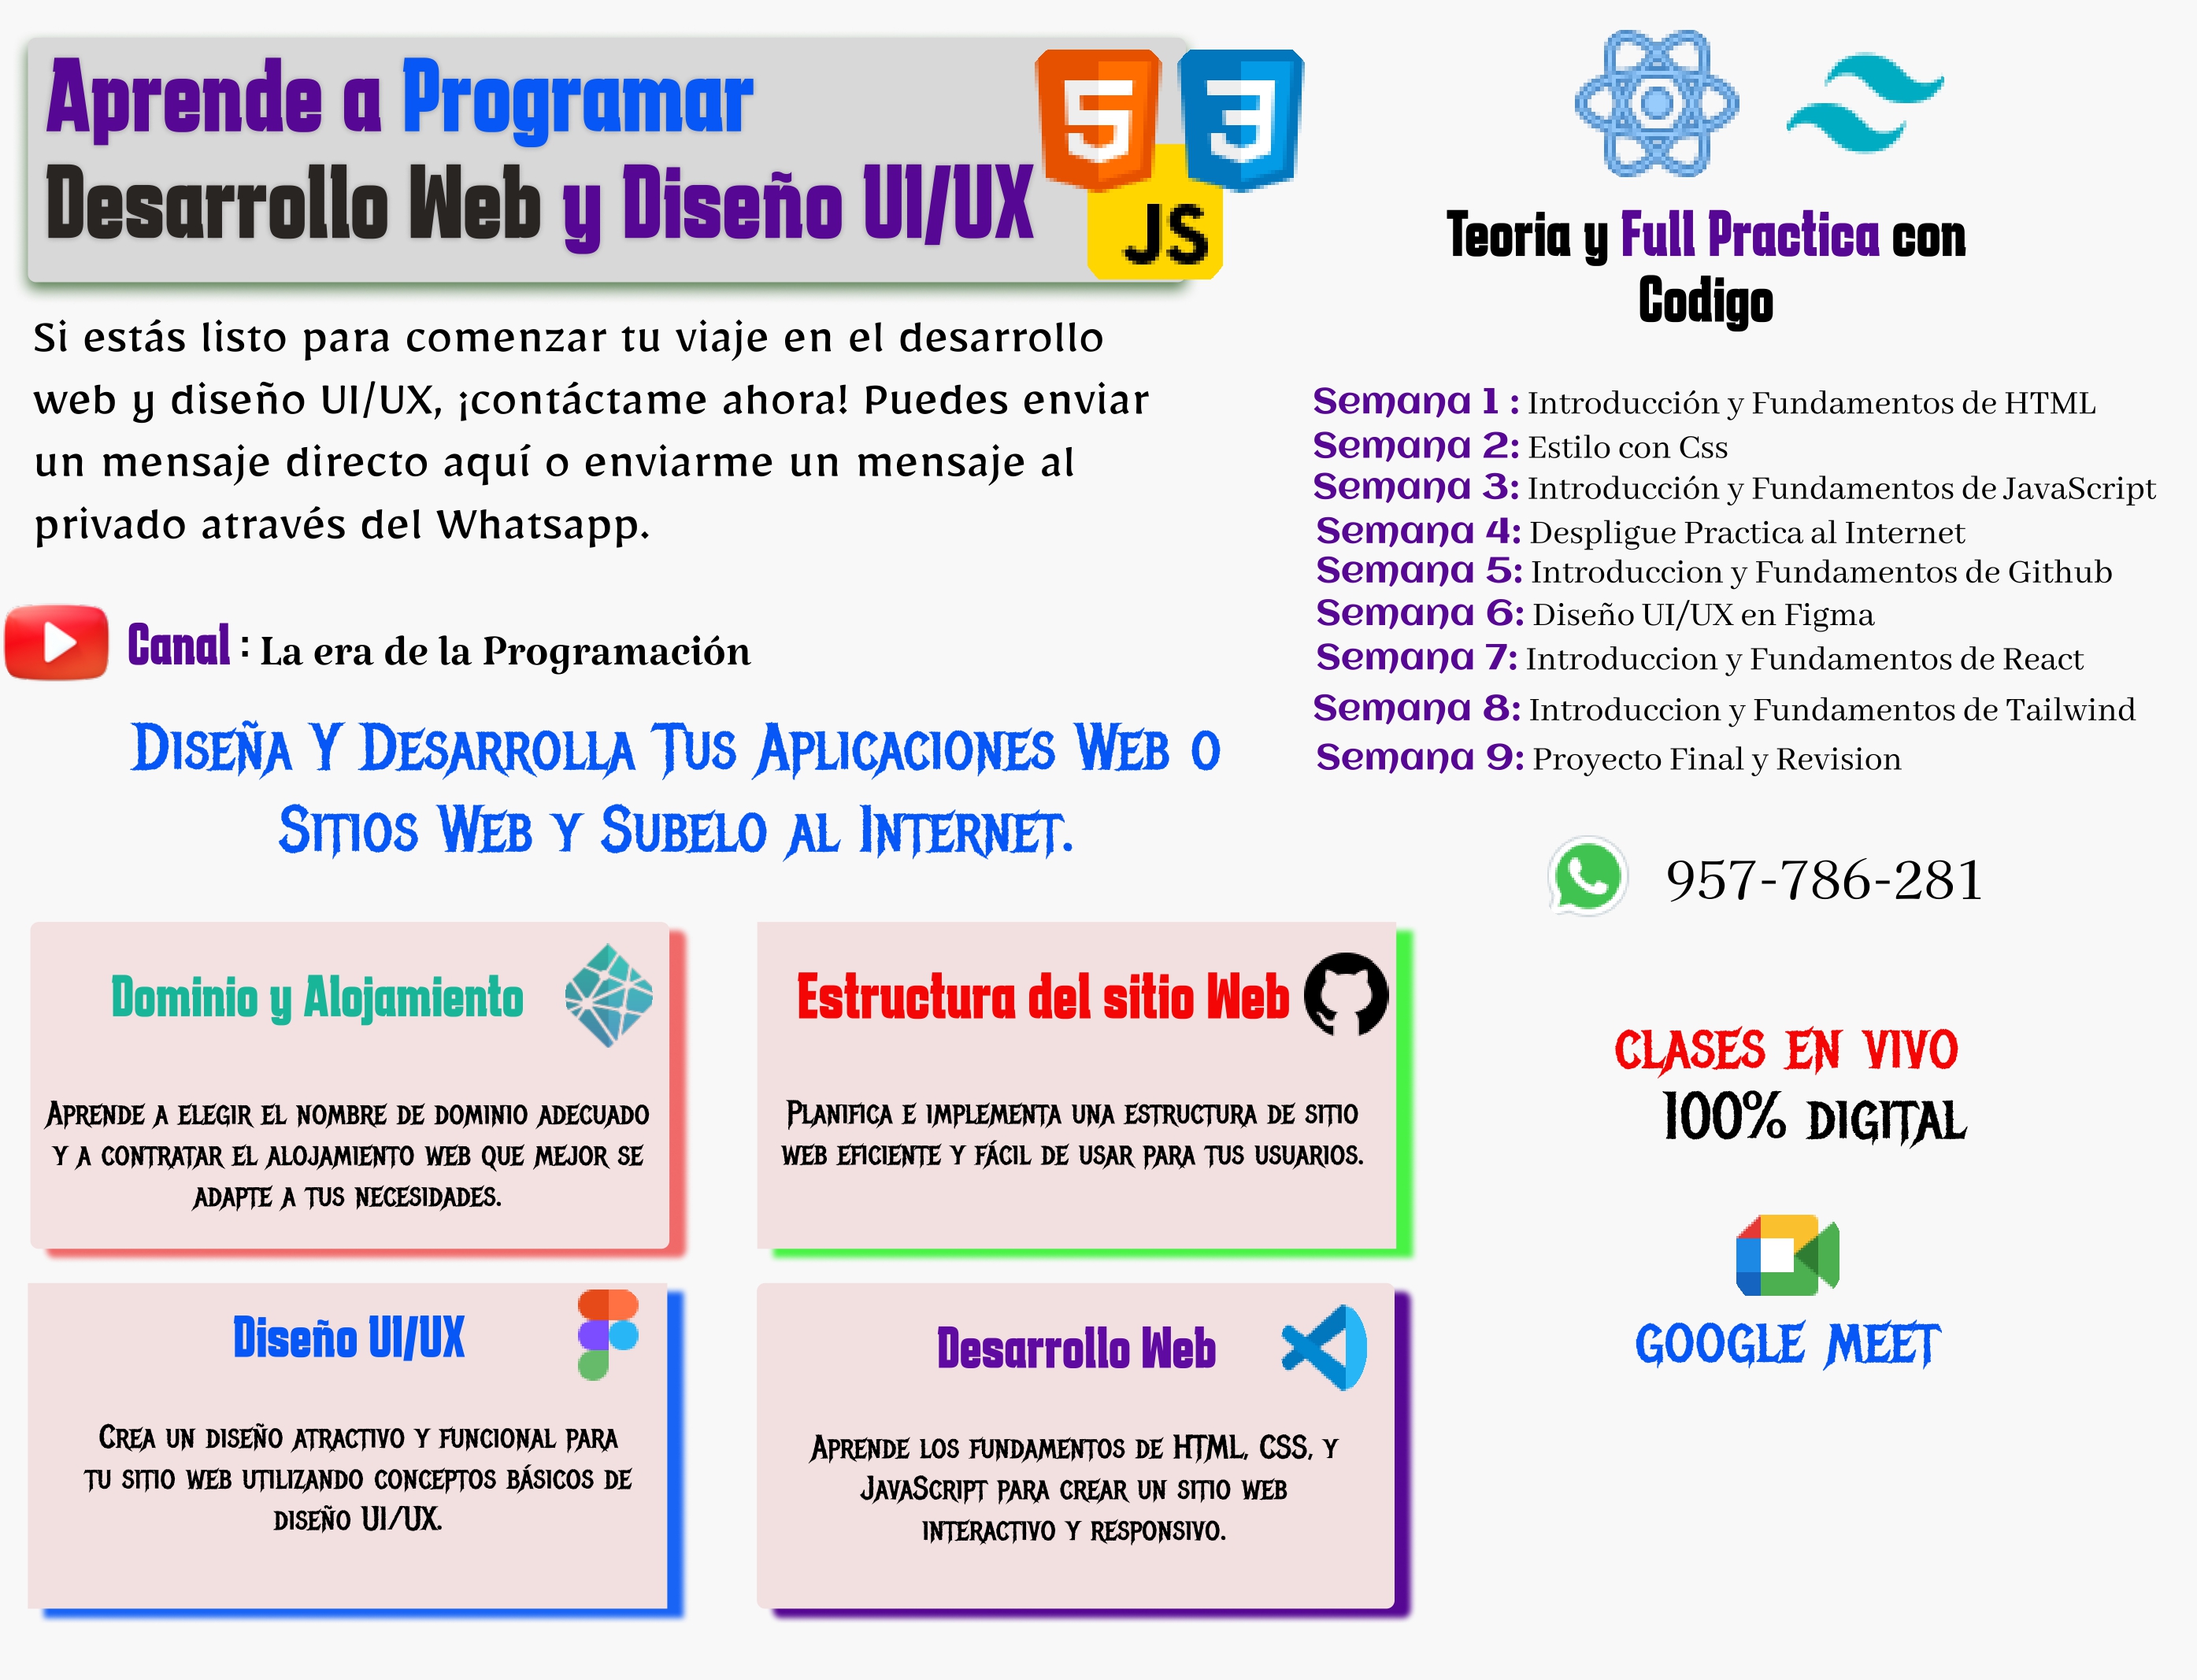 Aprende a Programar
Desarrollo Web y Diseño UI/UX
5
3
JS
Si estás listo para comenzar tu viaje en el desarrollo
web y diseño UI/UX, ¡contáctame ahora! Puedes enviar
un mensaje directo aquí o enviarme un mensaje al
privado através del Whatsapp.
Canal : La era de la Programación
Diseña Y Desarrolla Tus Aplicaciones Web o
Sitios Web y Subelo al Internet.
Teoria y Full Practica con
Codigo
Semana 1 : Introducción y Fundamentos de HTML
Semana 2: Estilo con Css
Semana 3: Introducción y Fundamentos de JavaScript
Semana 4: Despligue Practica al Internet
Semana 5: Introduccion y Fundamentos de Github
Semana 6: Diseño UI/UX en Figma
Semana 7: Introduccion y Fundamentos de React
Semana 8: Introduccion y Fundamentos de Tailwind
Semana 9: Proyecto Final y Revision
957-786-281
Dominio y Alojamiento
Aprende a elegir el nombre de dominio adecuado
y a contratar el alojamiento web que mejor se
adapte a tus necesidades.
Estructura del sitio Web
Planifica e implementa una estructura de sitio
web eficiente y fácil de usar para tus usuarios.
Diseño UI/UX
Crea un diseño atractivo y funcional para
tu sitio web utilizando conceptos básicos de
diseño UI/UX.
Desarrollo Web
Aprende los fundamentos de HTML, CSS, y
JavaScript para crear un sitio web
interactivo y responsivo.
clases en vivo
100% digital
google meet